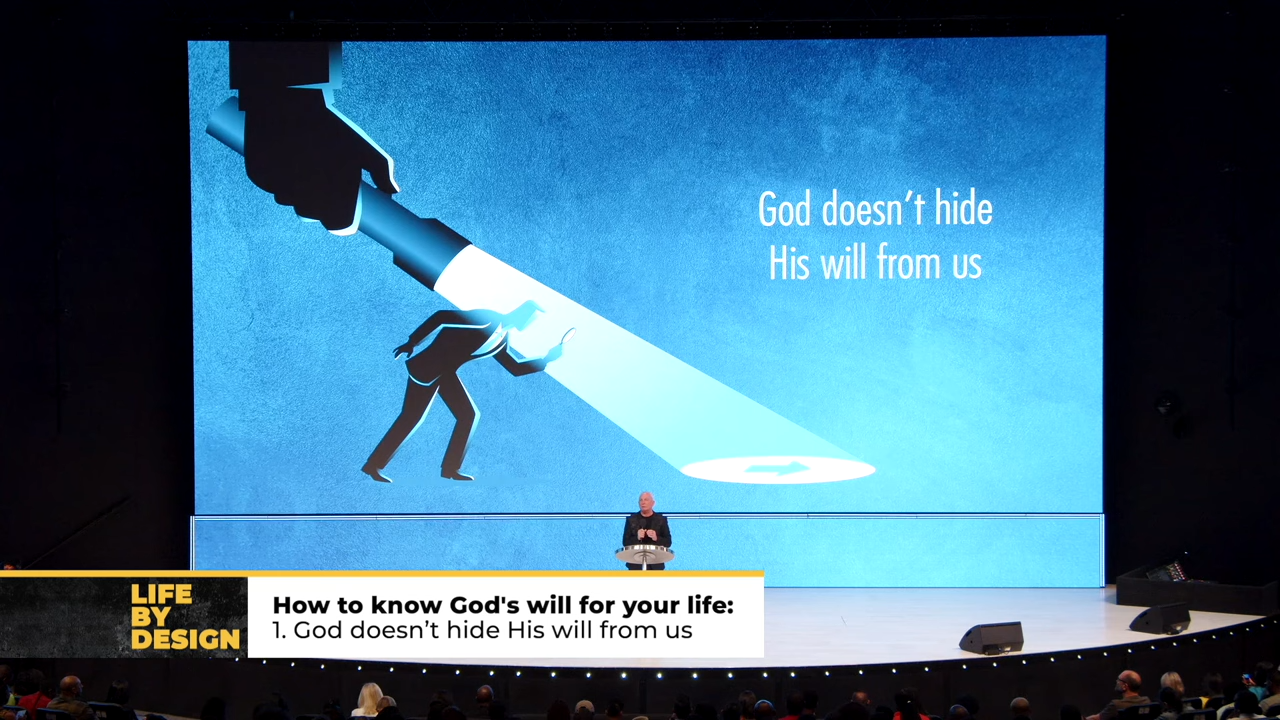 God doesn't hide
His will from us
LIFE
BY
DESIGN
How to know God's will for your life:
1. God doesn’t hide His will from us